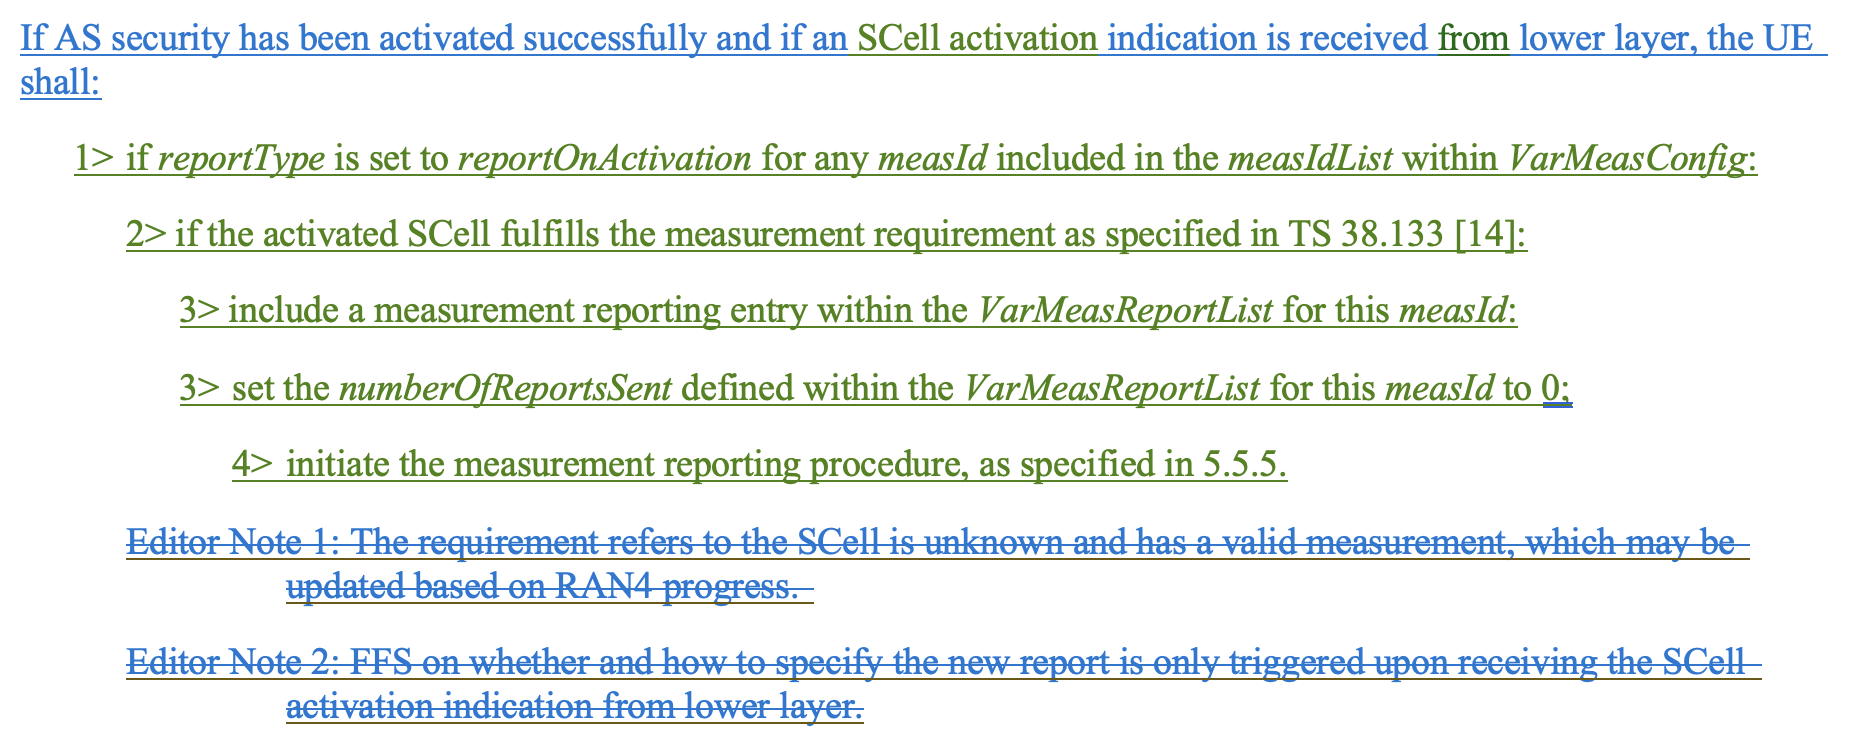 If AS security has been activated successfully and if an SCell activation indication is received from lower layer, the UE
shall:
1> if reportType is set to reportOnActivation for any measId included in the measIdList within VarMeasConfig:
2> if the activated SCell fulfills the measurement requirement as specified in TS 38.133 [14]:
3> include a measurement reporting entry within the VarMeasReportList for this measId:
3> set the numberOfReportsSent defined within the VarMeasReportList for this measId to 0;
4> initiate the measurement reporting procedure, as specified in 5.5.5.
Editor Note 1: The requirement refers to the SCell is unknown and has a valid measurement, which may be
updated based on RAN4 progress.
Editor Note 2: FFS on whether and how to specify the new report is only triggered upon receiving the SCell
activation indication from lower layer.